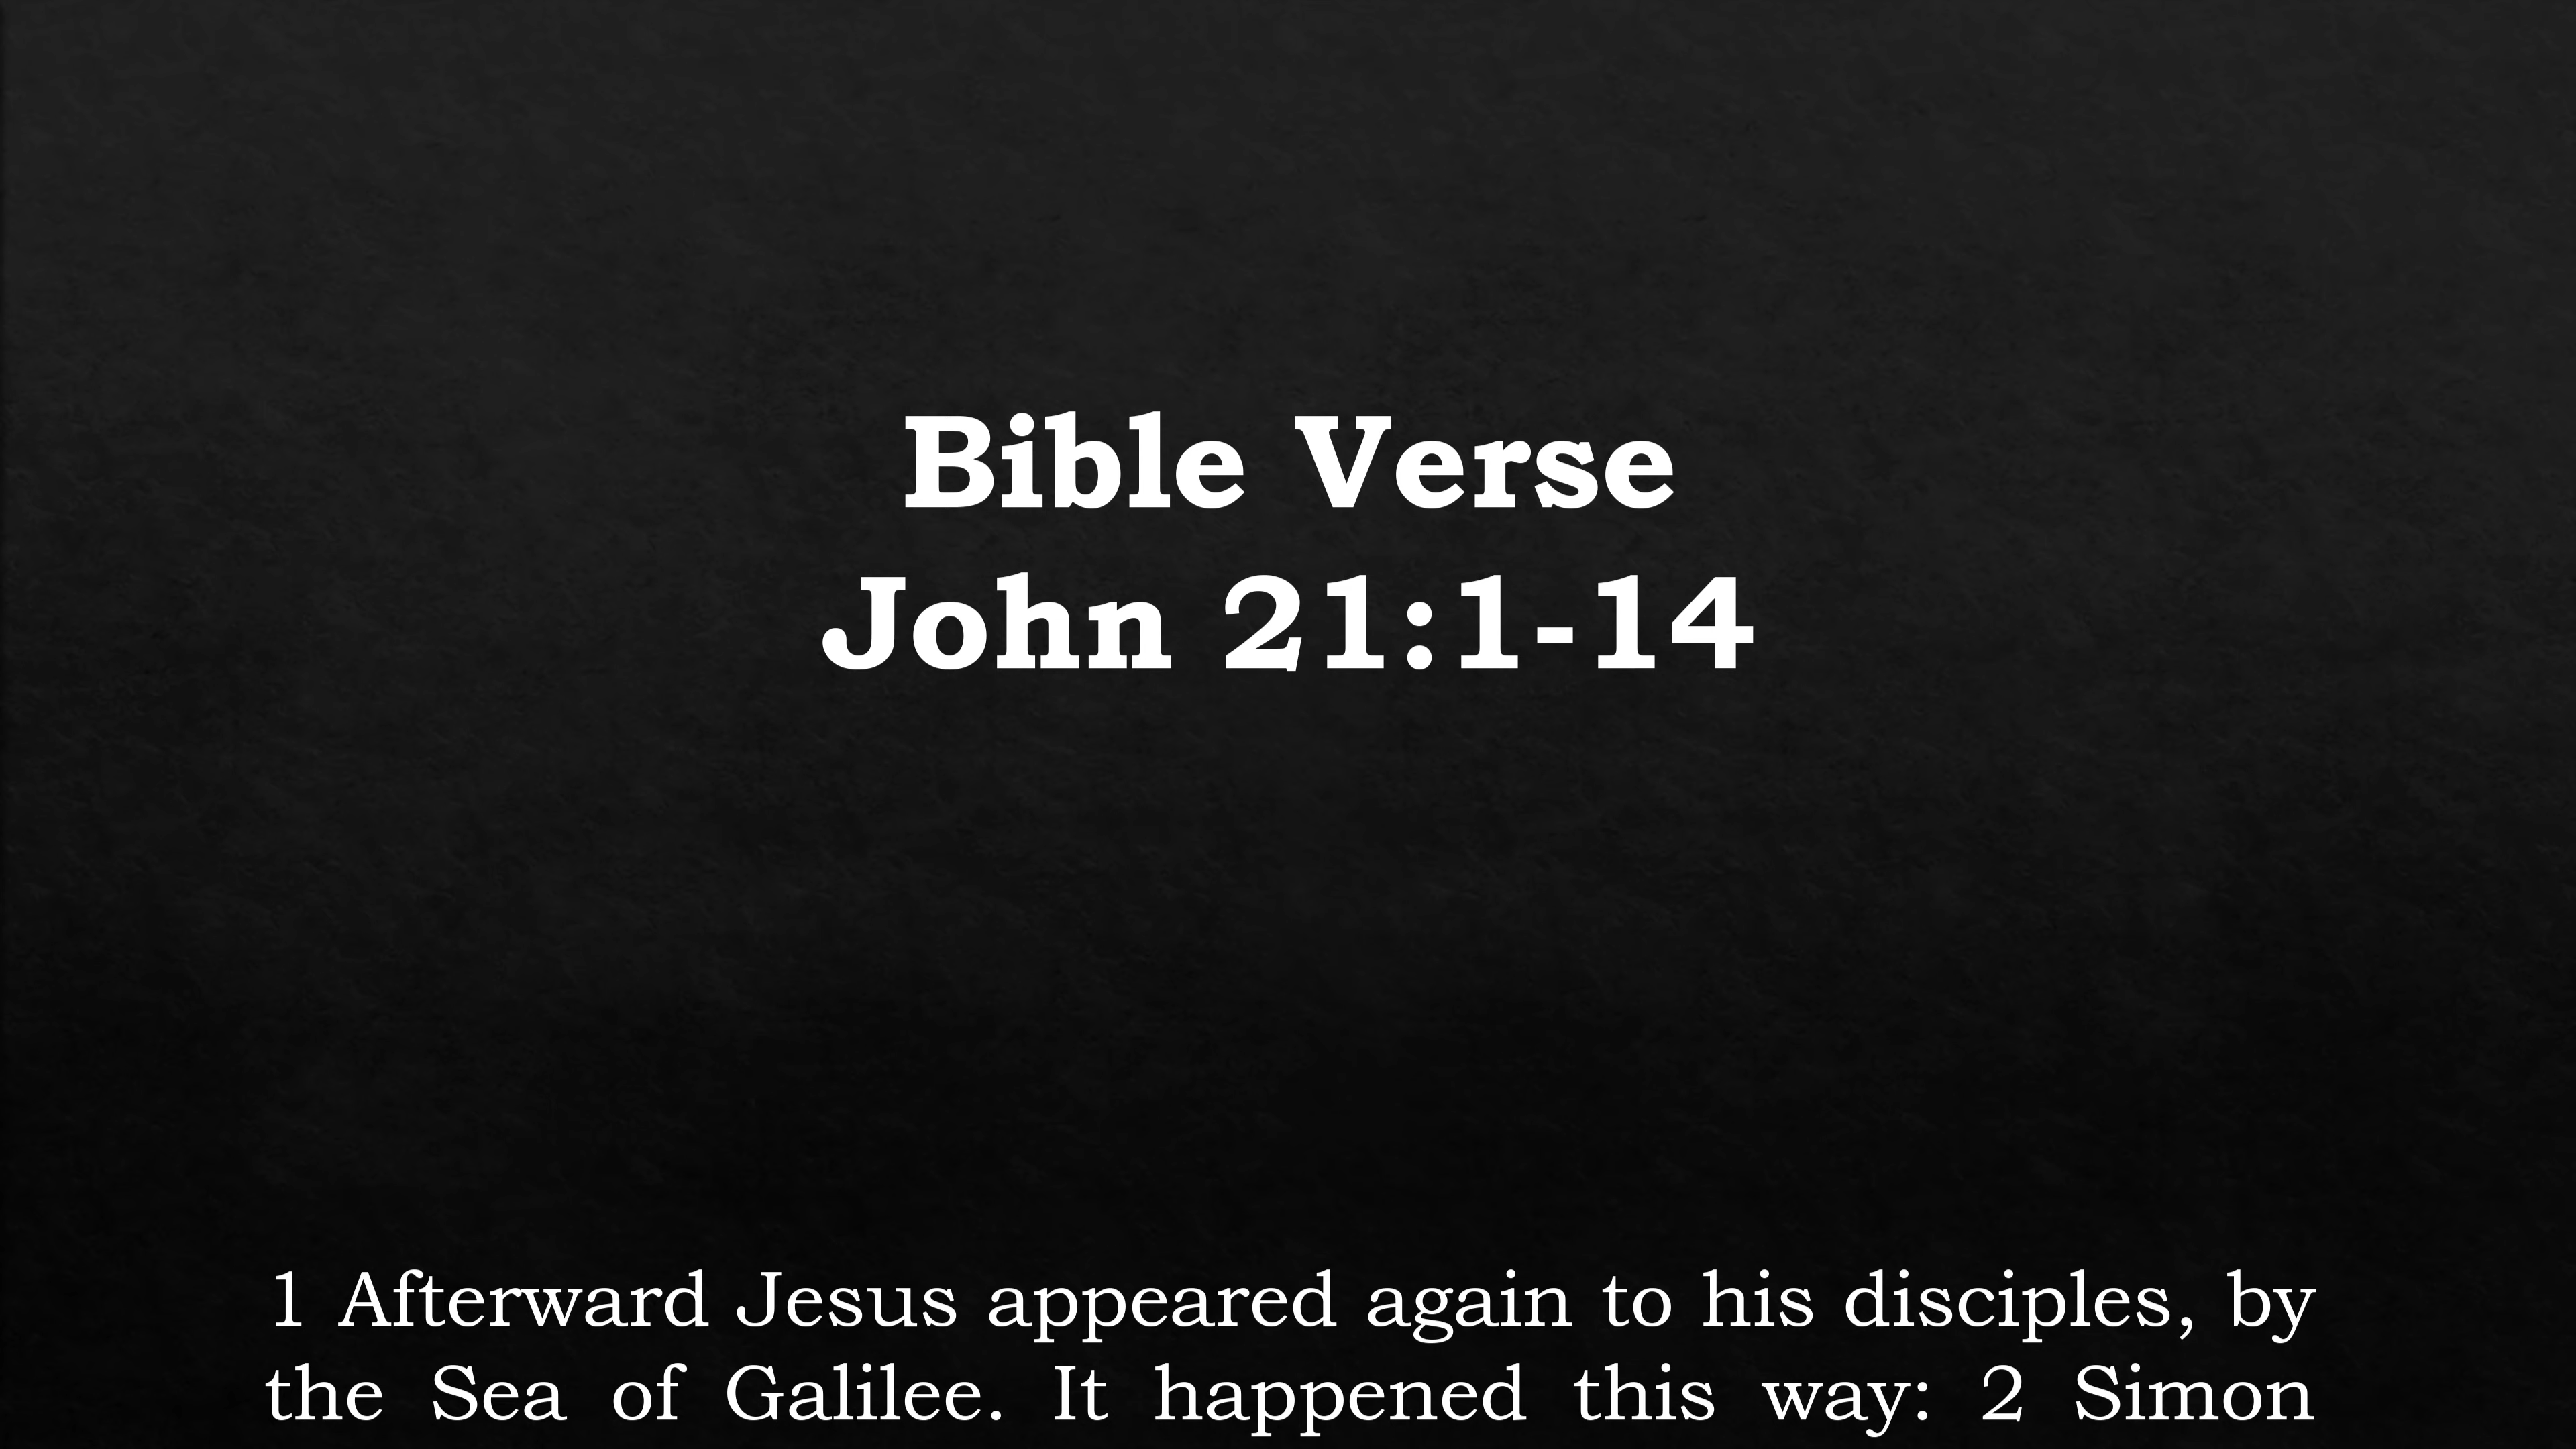 Bible Verse
John 21:1-14
1 Afterward Jesus appeared again to his disciples, by
the Sea of Galilee. It happened this way: 2 Simon